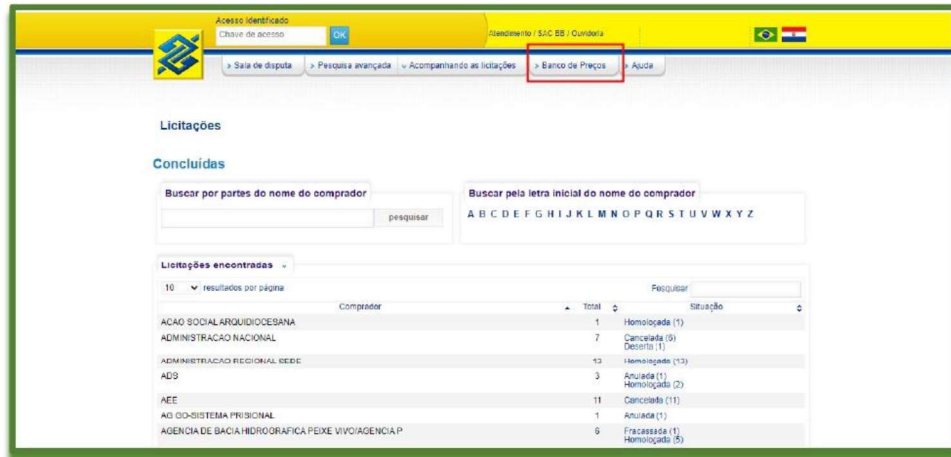 Acesso Identificado
Chave de acesso OK Atendimento / SAC BB / Ouvidoria
» Sala de disputa » Pesquisa avançada Acompanhando as licitações » Banco de Preços » Ajuda
Licitações
Concluídas
Buscar por partes do nome do comprador Buscar pela letra inicial do nome do comprador
pesquisar A B C D E F G H I J K L M N O P Q R S T U V W X Y Z
Licitações encontradas
10 resultados por página Pesquisar
Comprador Total Situação
ACAO SOCIAL ARQUIDIOCESANA 1 Homologada (1)
ADMINISTRACAO NACIONAL 7 Cancelada (6)
Deserta (1)
ADMINISTRACAO REGIONAL SEDE 13 Homologada (13)
ADS 3 Anulada (1)
Homologada (2)
AEE 11 Cancelada (11)
AG GO-SISTEMA PRISIONAL 1 Anulada (1)
AGENCIA DE BACIA HIDROGRAFICA PEIXE VIVO/AGENCIA P 6 Fracassada (1)
Homologada (5)